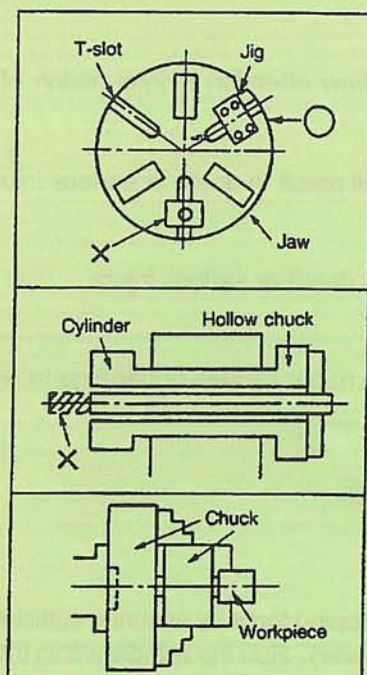 T-slot
Jig
Jaw
Cylinder
Hollow chuck
Chuck
Workpiece